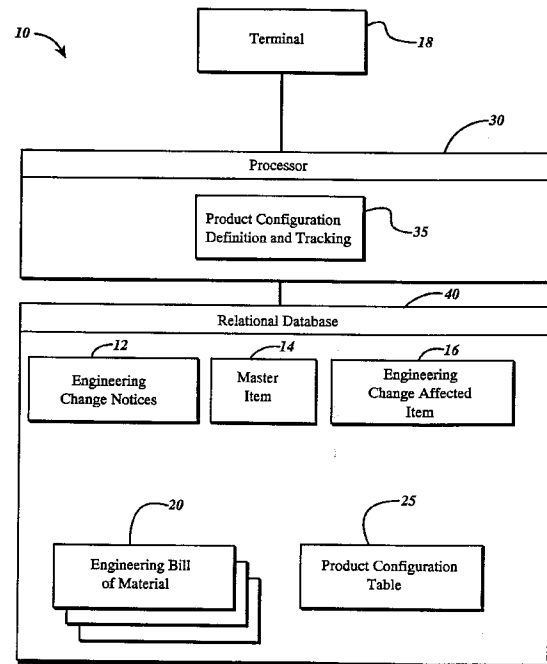 10
Terminal
18
30
Processor
Product Configuration
Definition and Tracking
35
40
Relational Database
12
14
16
Engineering
Change Notices
Master
Item
Engineering
Change Affected
Item
20
25
Engineering Bill
of Material
Product Configuration
Table